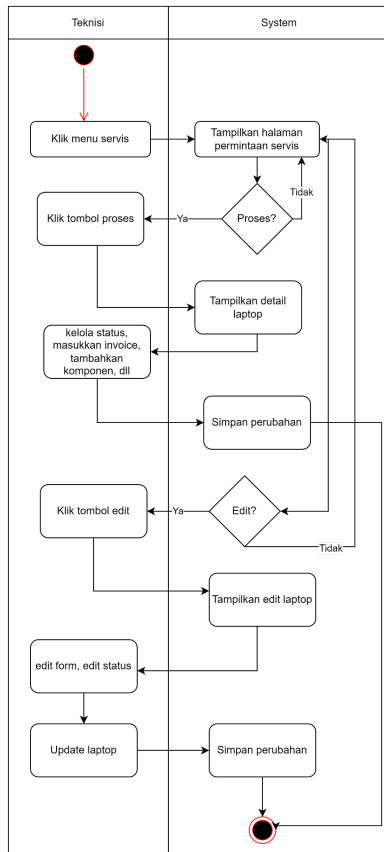 Teknisi
System
Klik menu servis
Tampilkan halaman
permintaan servis
Tidak
Klik tombol proses
Ya
Proses?
Tampilkan detail
laptop
kelola status,
masukkan invoice,
tambahkan
komponen, dll
Simpan perubahan
Klik tombol edit
Ya
Edit?
Tidak
Tampilkan edit laptop
edit form, edit status
Update laptop
Simpan perubahan